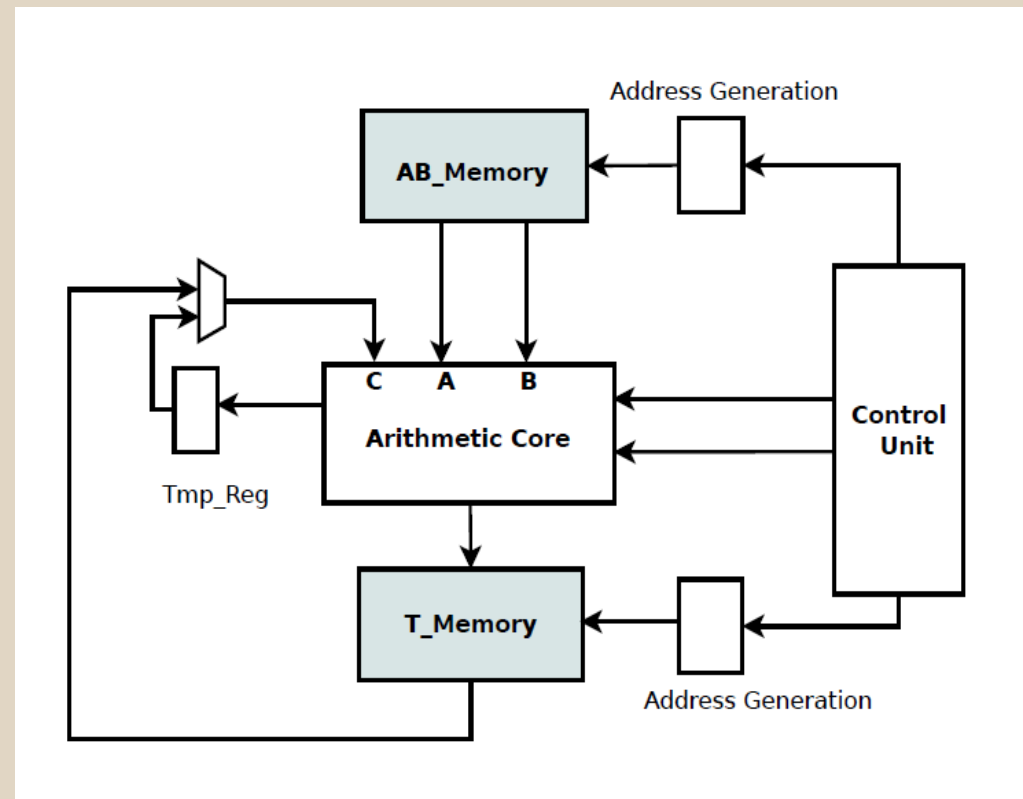 Address Generation
AB_Memory
C A B
Arithmetic Core
Control
Unit
Tmp_Reg
T_Memory
Address Generation